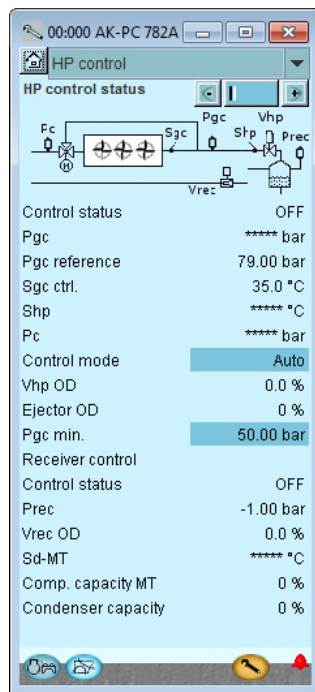 00:000 AK-PC 782A
HP control
HP control status
Pgc Vhp
Pc Sgc Shp Prec
M
Vrec
Control status OFF
Pgc ***** bar
Pgc reference 79.00 bar
Sgc ctrl. 35.0 °C
Shp ***** °C
Pc ***** bar
Control mode Auto
Vhp OD 0.0 %
Ejector OD 0 %
Pgc min. 50.00 bar
Receiver control
Control status OFF
Prec -1.00 bar
Vrec OD 0.0 %
Sd-MT ***** °C
Comp. capacity MT 0 %
Condenser capacity 0 %